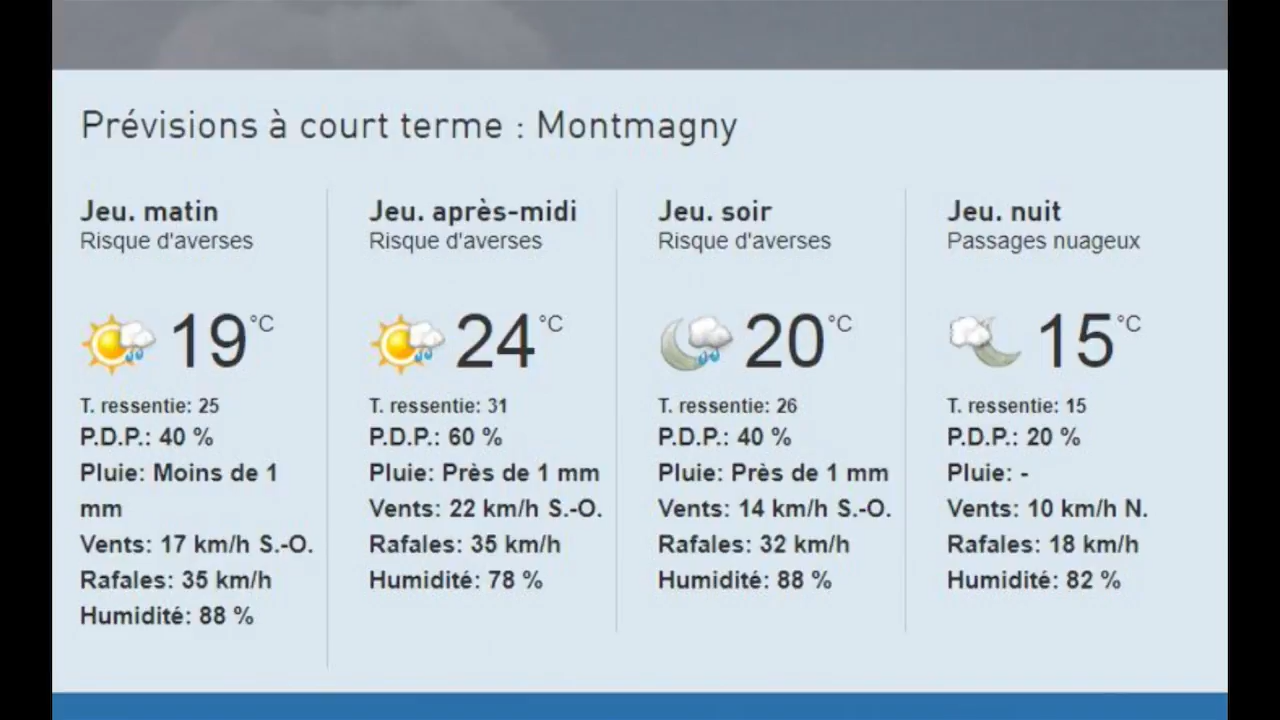 Prévisions à court terme : Montmagny
Jeu. matin
Risque d'averses
19 °C
T. ressentie: 25
P.D.P.: 40 %
Pluie: Moins de 1
mm
Vents: 17 km/h S.-O.
Rafales: 35 km/h
Humidité: 88 %
Jeu. après-midi
Risque d'averses
24 °C
T. ressentie: 31
P.D.P.: 60 %
Pluie: Près de 1 mm
Vents: 22 km/h S.-O.
Rafales: 35 km/h
Humidité: 78 %
Jeu. soir
Risque d'averses
20 °C
T. ressentie: 26
P.D.P.: 40 %
Pluie: Près de 1 mm
Vents: 14 km/h S.-O.
Rafales: 32 km/h
Humidité: 88 %
Jeu. nuit
Passages nuageux
15 °C
T. ressentie: 15
P.D.P.: 20 %
Pluie: -
Vents: 10 km/h N.
Rafales: 18 km/h
Humidité: 82 %